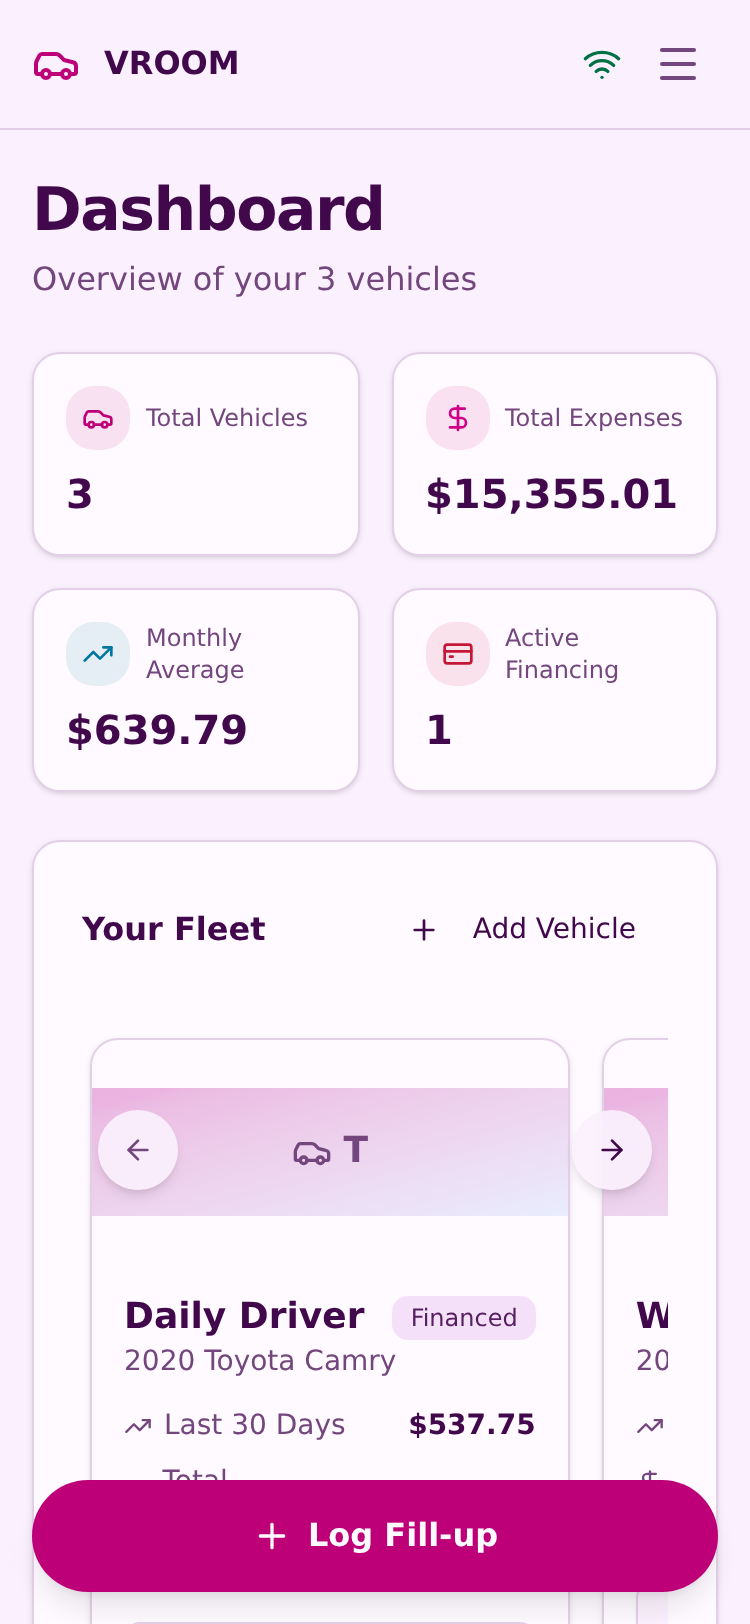 VROOM
Dashboard
Overview of your 3 vehicles
Total Vehicles
3
Total Expenses
$15,355.01
Monthly
Average
$639.79
Active
Financing
1
Your Fleet
+ Add Vehicle
T
Daily Driver
Financed
2020 Toyota Camry
Last 30 Days
$537.75
Total
W
20
$
+ Log Fill-up